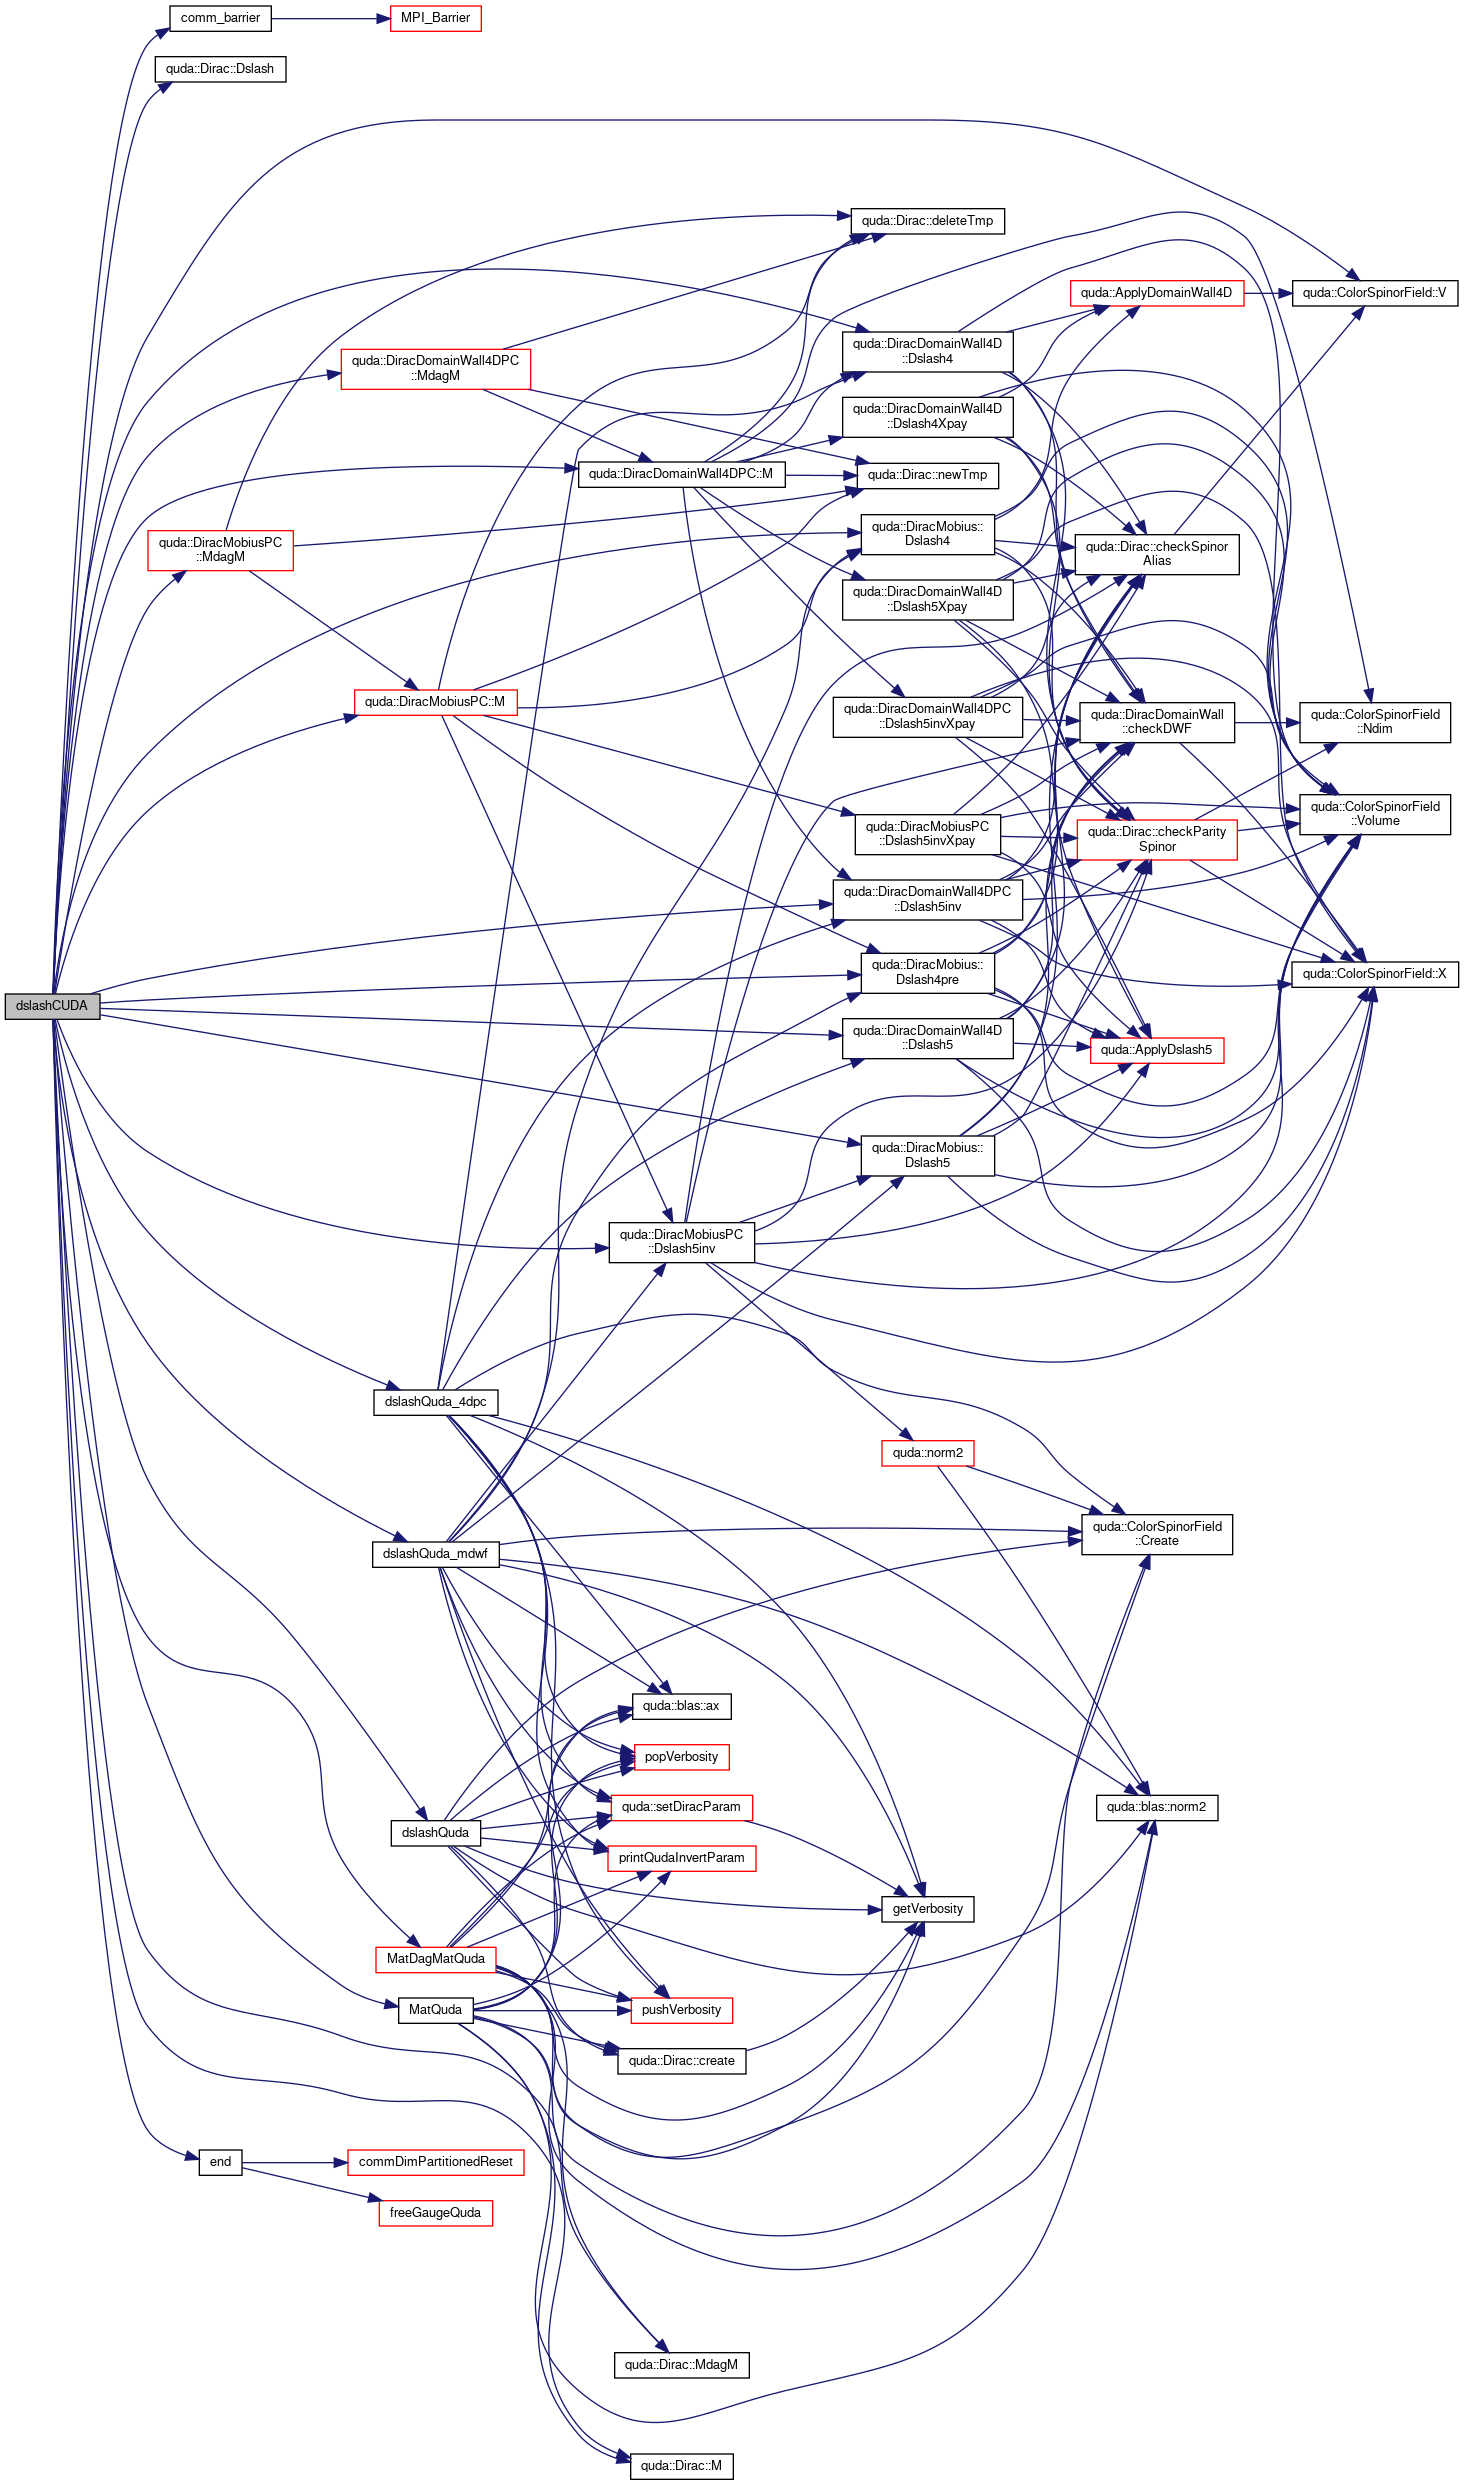 comm_barrier
MPI_Barrier
quda::Dirac::Dslash
quda::Dirac::deleteTmp
quda::ApplyDomainWall4D
quda::ColorSpinorField::V
quda::DiracDomainWall4D
::Dslash4
quda::DiracDomainWall4DPC
::MdagM
quda::DiracDomainWall4D
::Dslash4Xpay
quda::DiracDomainWall4DPC::M
quda::Dirac::newTmp
quda::DiracMobius::
Dslash4
quda::DiracMobiusPC
::MdagM
quda::Dirac::checkSpinor
Alias
quda::DiracDomainWall4D
::Dslash5Xpay
quda::DiracMobiusPC::M
quda::DiracDomainWall4DPC
::Dslash5invXpay
quda::DiracDomainWall
::checkDWF
quda::ColorSpinorField
::Ndim
quda::ColorSpinorField
::Volume
quda::DiracMobiusPC
::Dslash5invXpay
quda::Dirac::checkParity
Spinor
quda::DiracDomainWall4DPC
::Dslash5inv
quda::DiracMobius::
Dslash4pre
quda::ColorSpinorField::X
dslashCUDA
quda::DiracDomainWall4D
::Dslash5
quda::ApplyDslash5
quda::DiracMobius::
Dslash5
quda::DiracMobiusPC
::Dslash5inv
dslashQuda_4dpc
quda::norm2
quda::ColorSpinorField
::Create
dslashQuda_mdwf
quda::blas::ax
popVerbosity
quda::setDiracParam
quda::blas::norm2
dslashQuda
printQudaInvertParam
getVerbosity
MatDagMatQuda
MatQuda
pushVerbosity
quda::Dirac::create
end
commDimPartitionedReset
freeGaugeQuda
quda::Dirac::MdagM
quda::Dirac::M